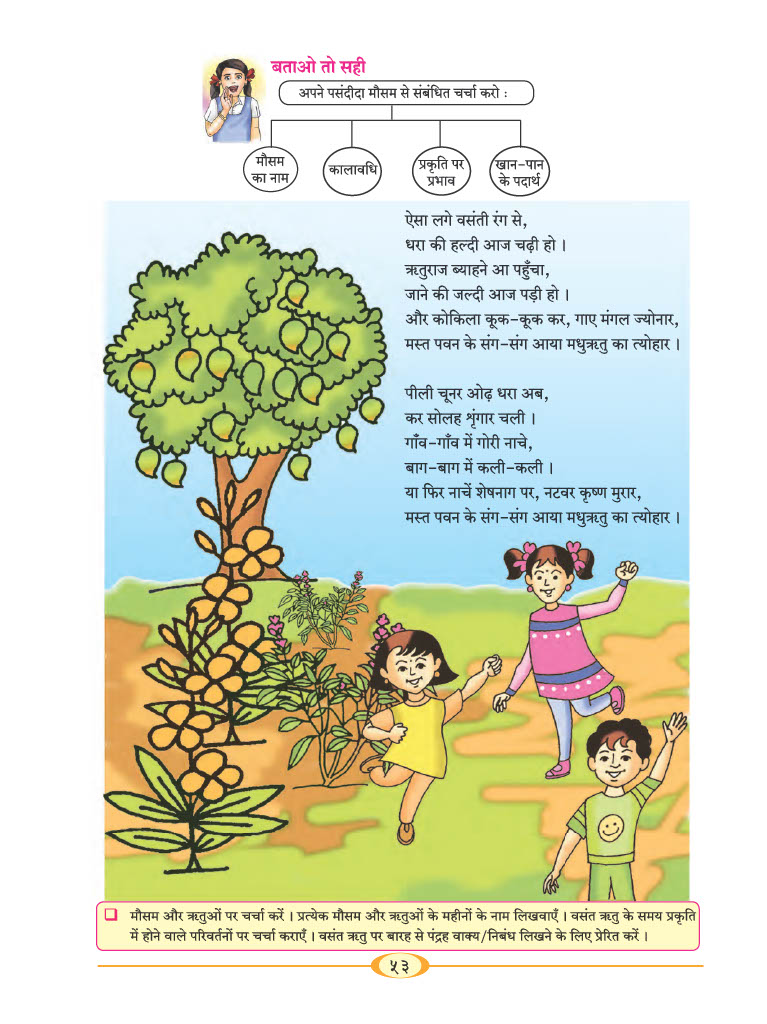 बताओ तो सही
अपने पसंदीदा मौसम से संबंधित चर्चा करो :
मौसम
का नाम
कालावधि
प्रकृति पर
प्रभाव
खान-पान
के पदार्थ
ऐसा लगे वसंती रंग से,
धरा की हल्दी आज चढ़ी हो ।
ऋतुराज ब्याहने आ पहुँचा,
जाने की जल्दी आज पड़ी हो ।
और कोकिला कूक-कूक कर, गाए मंगल ज्योनार,
मस्त पवन के संग-संग आया मधुऋतु का त्योहार ।
पीली चूनर ओढ़ धरा अब,
कर सोलह शृंगार चली ।
गाँव-गाँव में गोरी नाचे,
बाग-बाग में कली-कली ।
या फिर नाचें शेषनाग पर, नटवर कृष्ण मुरार,
मस्त पवन के संग-संग आया मधुऋतु का त्योहार ।
❑ मौसम और ऋतुओं पर चर्चा करें । प्रत्येक मौसम और ऋतुओं के महीनों के नाम लिखवाएँ । वसंत ऋतु के समय प्रकृति
में होने वाले परिवर्तनों पर चर्चा कराएँ । वसंत ऋतु पर बारह से पंद्रह वाक्य/निबंध लिखने के लिए प्रेरित करें ।
५३